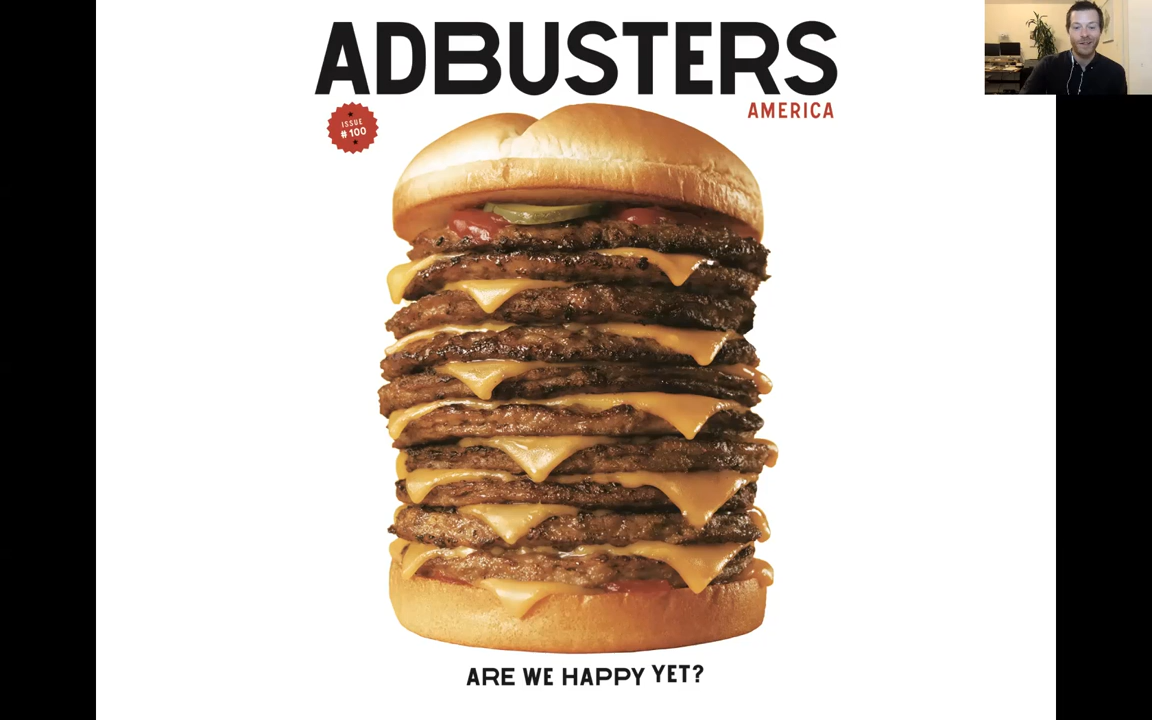 ADBUSTERS
AMERICA
ISSUE
#100
ARE WE HAPPY YET?